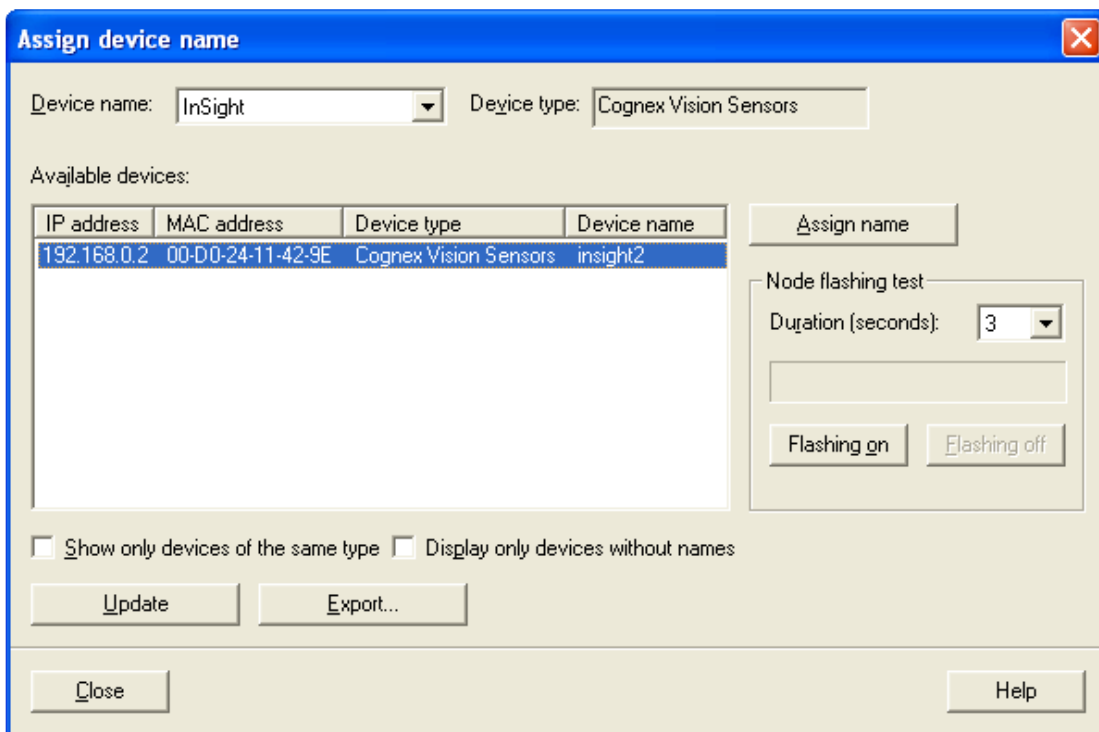 Assign device name
Device name: InSight Device type: Cognex Vision Sensors
Available devices:
IP address MAC address Device type Device name
192.168.0.2 00-D0-24-11-42-9E Cognex Vision Sensors insight2
Assign name
Node flashing test
Duration (seconds): 3
Flashing on Flashing off
Show only devices of the same type Display only devices without names
Update Export...
Close Help